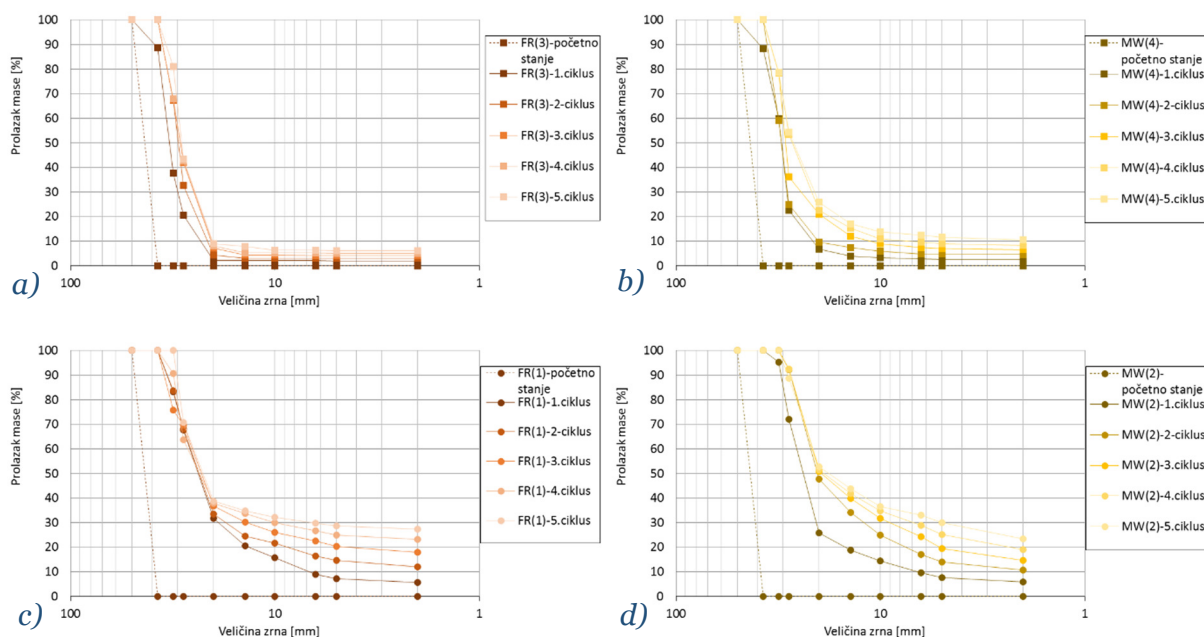 Prolazak mase [%]
100
90
80
70
60
50
40
30
20
10
0
100
10
1
Veličina zrna [mm]
FR(3)-početno
stanje
FR(3)-1.ciklus
FR(3)-2-ciklus
FR(3)-3.ciklus
FR(3)-4.ciklus
FR(3)-5.ciklus
a)
Prolazak mase [%]
100
90
80
70
60
50
40
30
20
10
0
100
10
1
Veličina zrna [mm]
MW(4)-
početno stanje
MW(4)-1.ciklus
MW(4)-2-ciklus
MW(4)-3.ciklus
MW(4)-4.ciklus
MW(4)-5.ciklus
b)
Prolazak mase [%]
100
90
80
70
60
50
40
30
20
10
0
100
10
1
Veličina zrna [mm]
FR(1)-početno
stanje
FR(1)-1.ciklus
FR(1)-2-ciklus
FR(1)-3.ciklus
FR(1)-4.ciklus
FR(1)-5.ciklus
c)
Prolazak mase [%]
100
90
80
70
60
50
40
30
20
10
0
100
10
1
Veličina zrna [mm]
MW(2)-
početno stanje
MW(2)-1.ciklus
MW(2)-2-ciklus
MW(2)-3.ciklus
MW(2)-4.ciklus
MW(2)-5.ciklus
d)